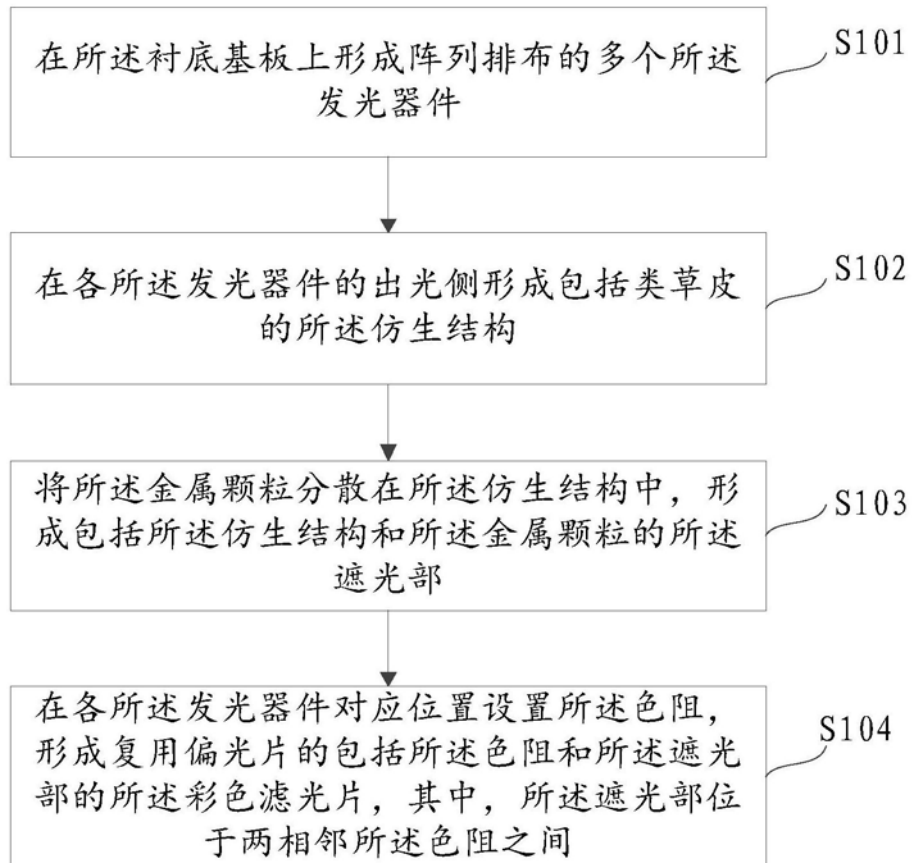 在所述衬底基板上形成阵列排布的多个所述
发光器件
S101
在各所述发光器件的出光侧形成包括类草皮
的所述仿生结构
S102
将所述金属颗粒分散在所述仿生结构中，形
成包括所述仿生结构和所述金属颗粒的所述
遮光部
S103
在各所述发光器件对应位置设置所述色阻，
形成复用偏光片的包括所述色阻和所述遮光
部的所述彩色滤光片，其中，所述遮光部位
于两相邻所述色阻之间
S104